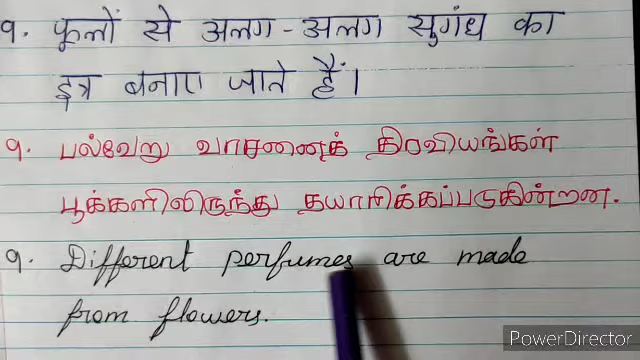 ९. फूलों से अलग - अलग सुगंध का
इत्र बनाए जाते हैं।
9. பல்வேறு வாசனைத் திரவியங்கள்
பூக்களிலிருந்து தயாரிக்கப்படுகின்றன.
9. Different perfumes are made
from flowers.
PowerDirector